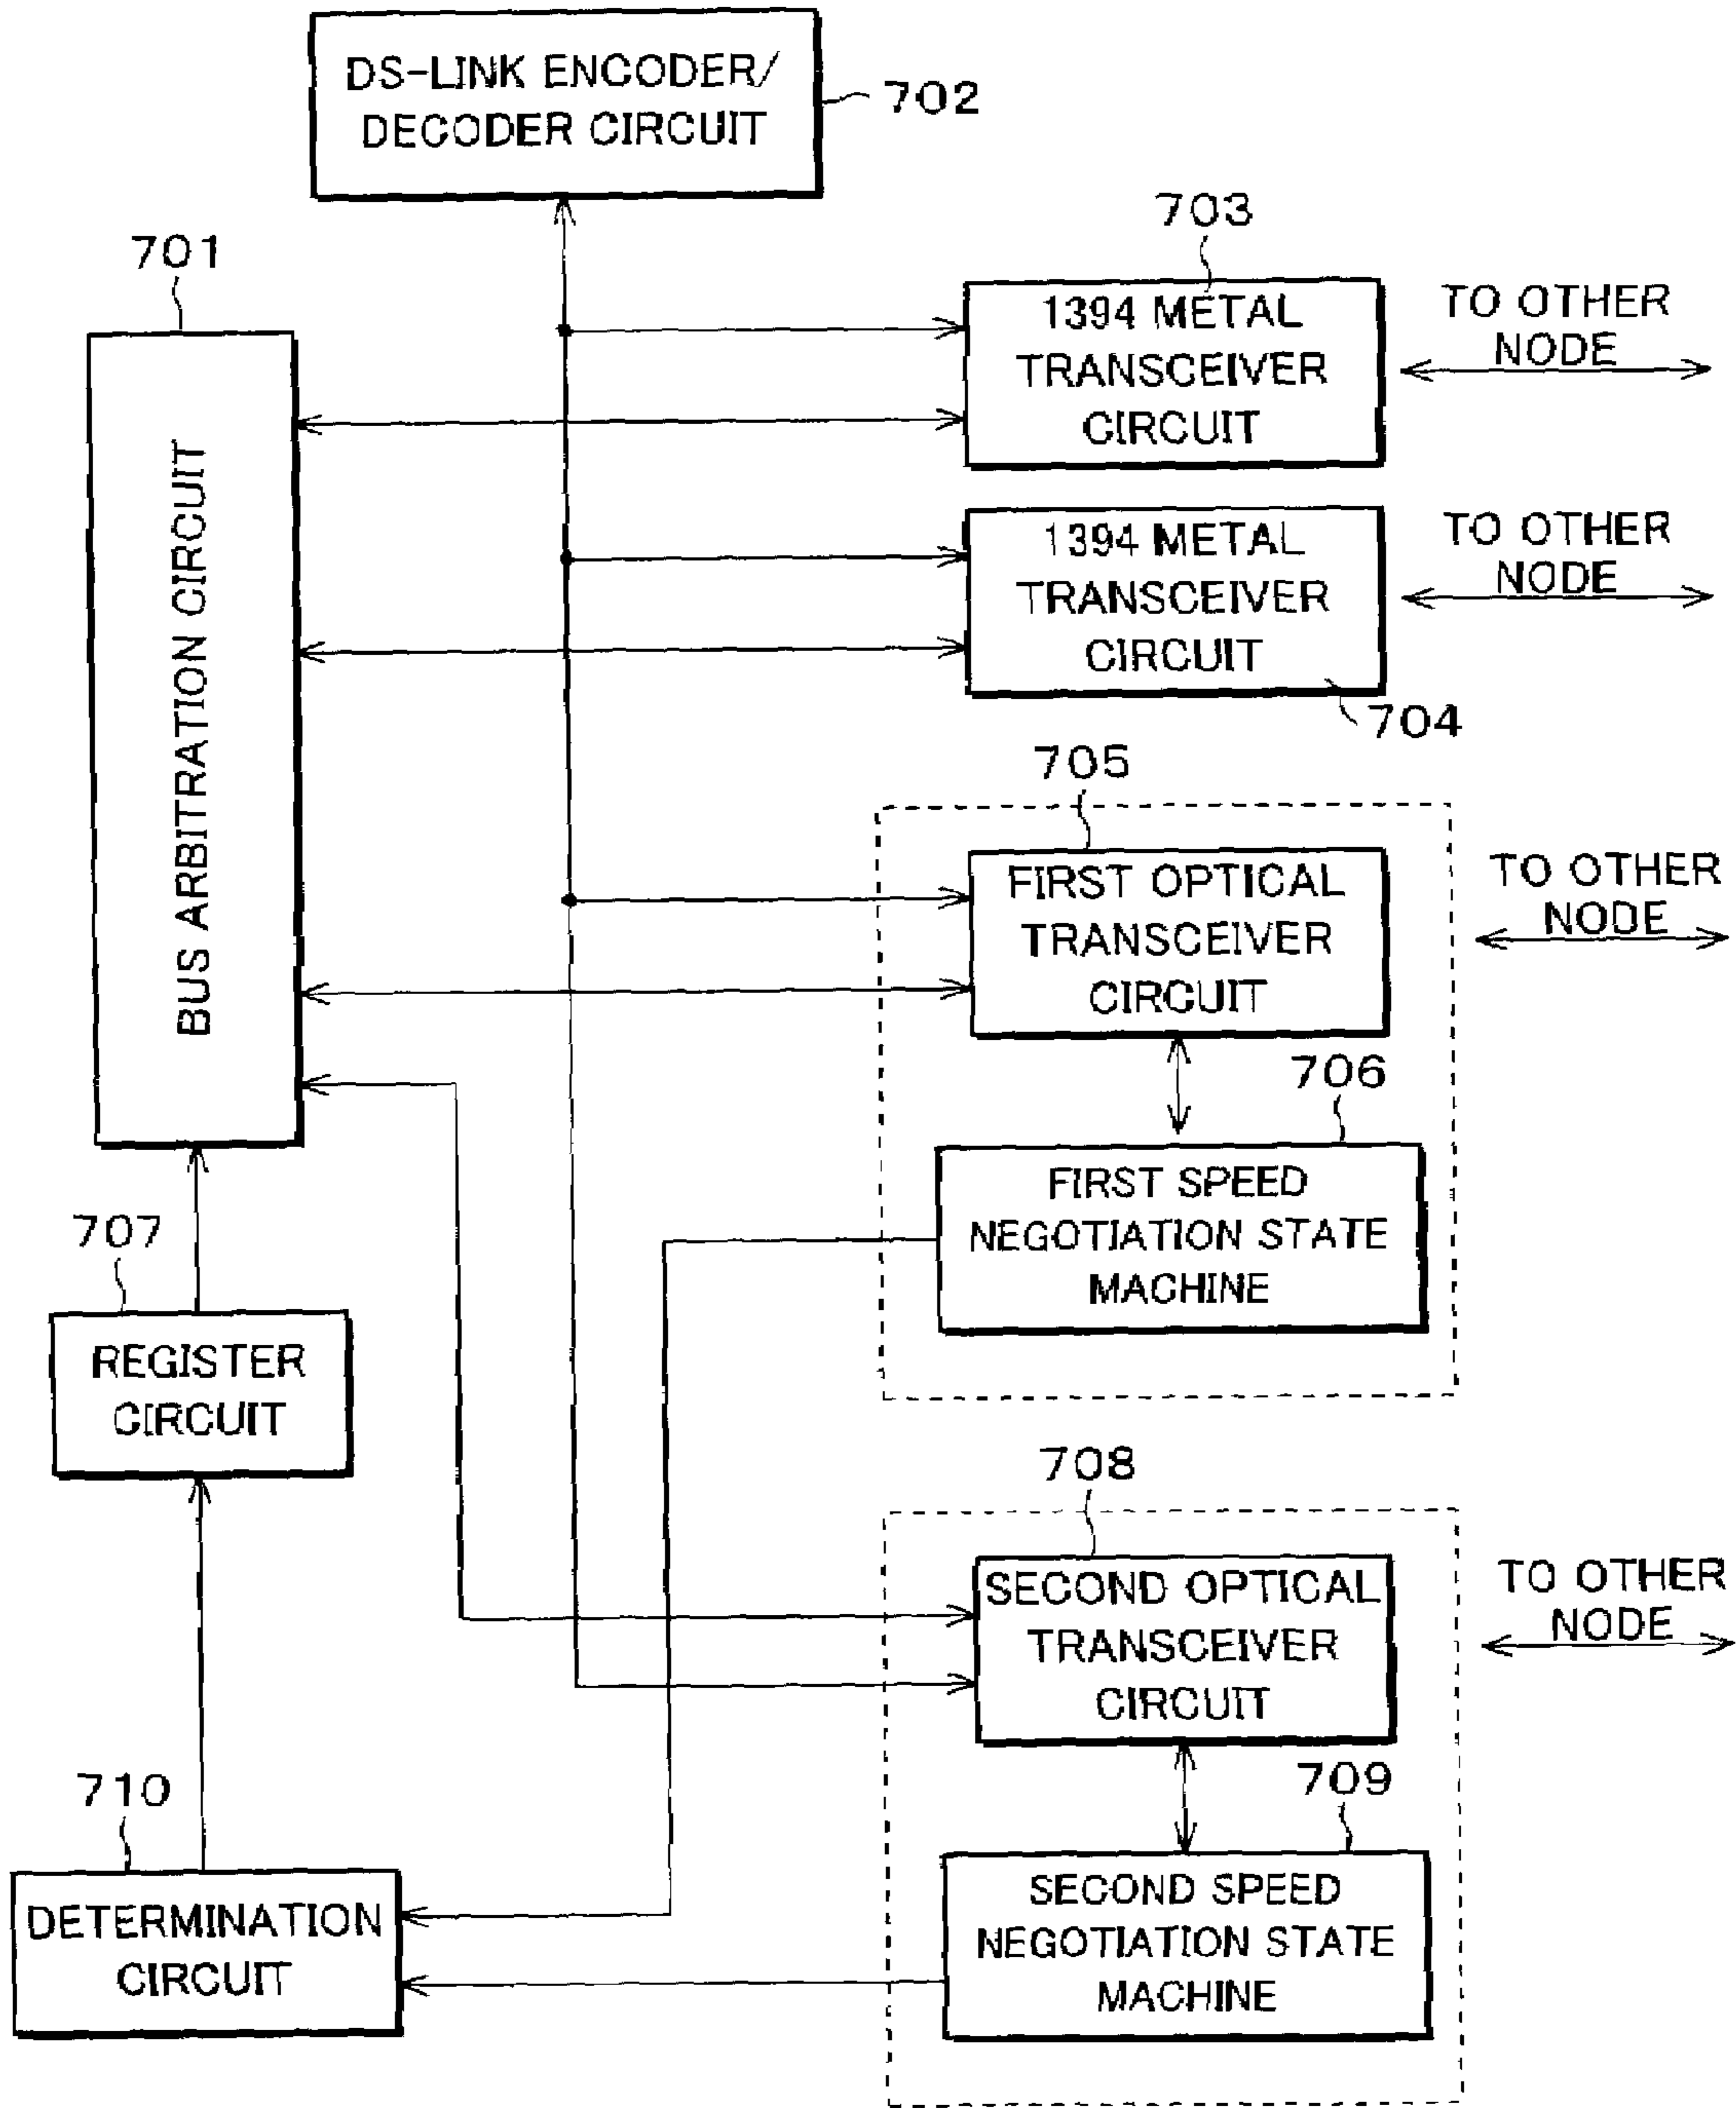 DS-LINK ENCODER/
DECODER CIRCUIT
702
703
701
1394 METAL
TRANSCEIVER
CIRCUIT
TO OTHER
NODE
BUS ARBITRATION CIRCUIT
1394 METAL
TRANSCEIVER
CIRCUIT
TO OTHER
NODE
704
705
FIRST OPTICAL
TRANSCEIVER
CIRCUIT
TO OTHER
NODE
706
FIRST SPEED
NEGOTIATION STATE
MACHINE
707
REGISTER
CIRCUIT
708
SECOND OPTICAL
TRANSCEIVER
CIRCUIT
TO OTHER
NODE
709
710
SECOND SPEED
NEGOTIATION STATE
MACHINE
DETERMINATION
CIRCUIT